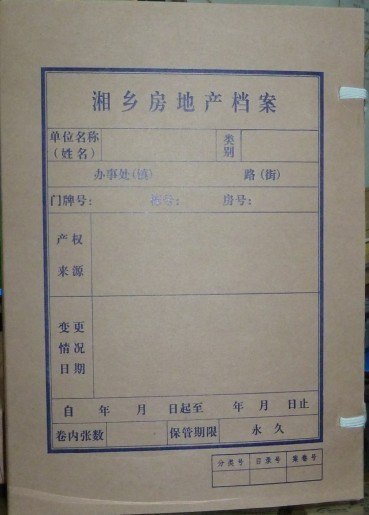 湘乡房地产档案
单位名称
(姓名)
类别
办事处(镇) 路(街)
门牌号: 房号:
产权
来源
变更
情况
日期
自 年 月 日起至 年 月 日止
卷内张数 保管期限 永久
分类号 目录号 案卷号